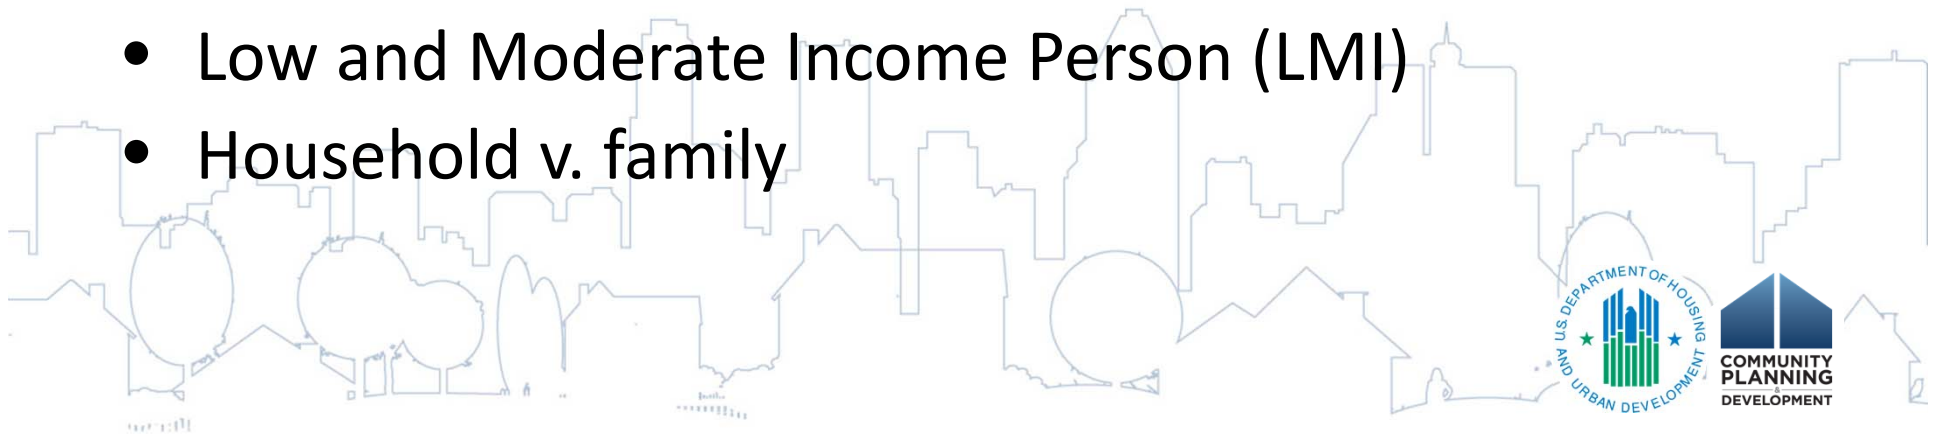 • Low and Moderate Income Person (LMI)
• Household v. family
U.S. DEPARTMENT OF HOUSING
AND URBAN DEVELOPMENT
COMMUNITY
PLANNING
&
DEVELOPMENT